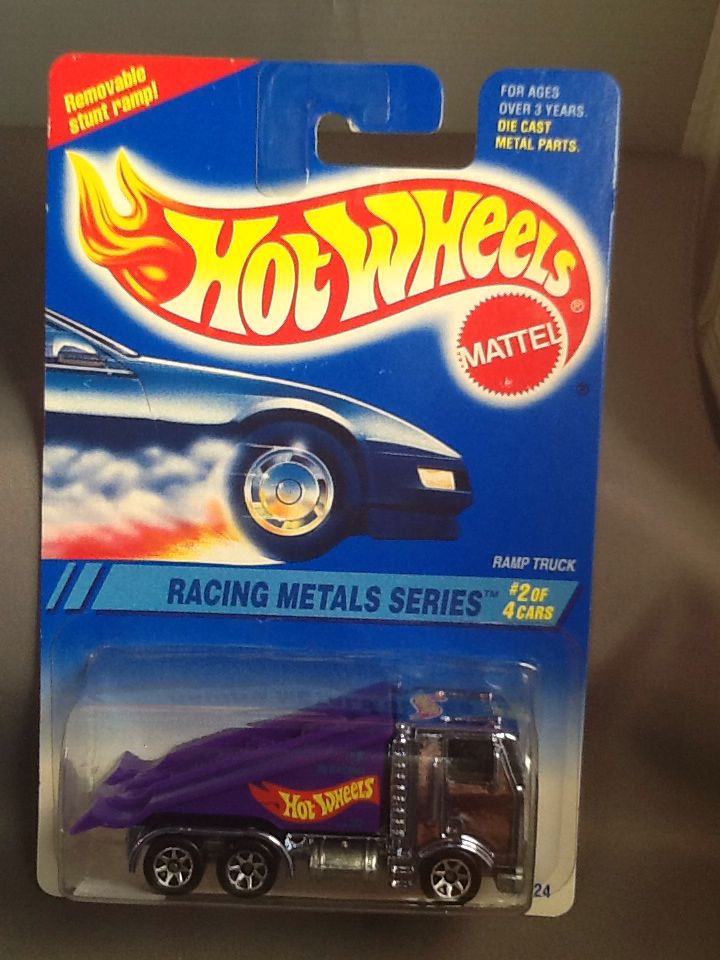 Removable
stunt ramp!
FOR AGES
OVER 3 YEARS.
DIE CAST
METAL PARTS.
HOT WHEELS
®
MATTEL
®
RAMP TRUCK
RACING METALS SERIES™
#2 OF
4 CARS
HOT WHEELS
24